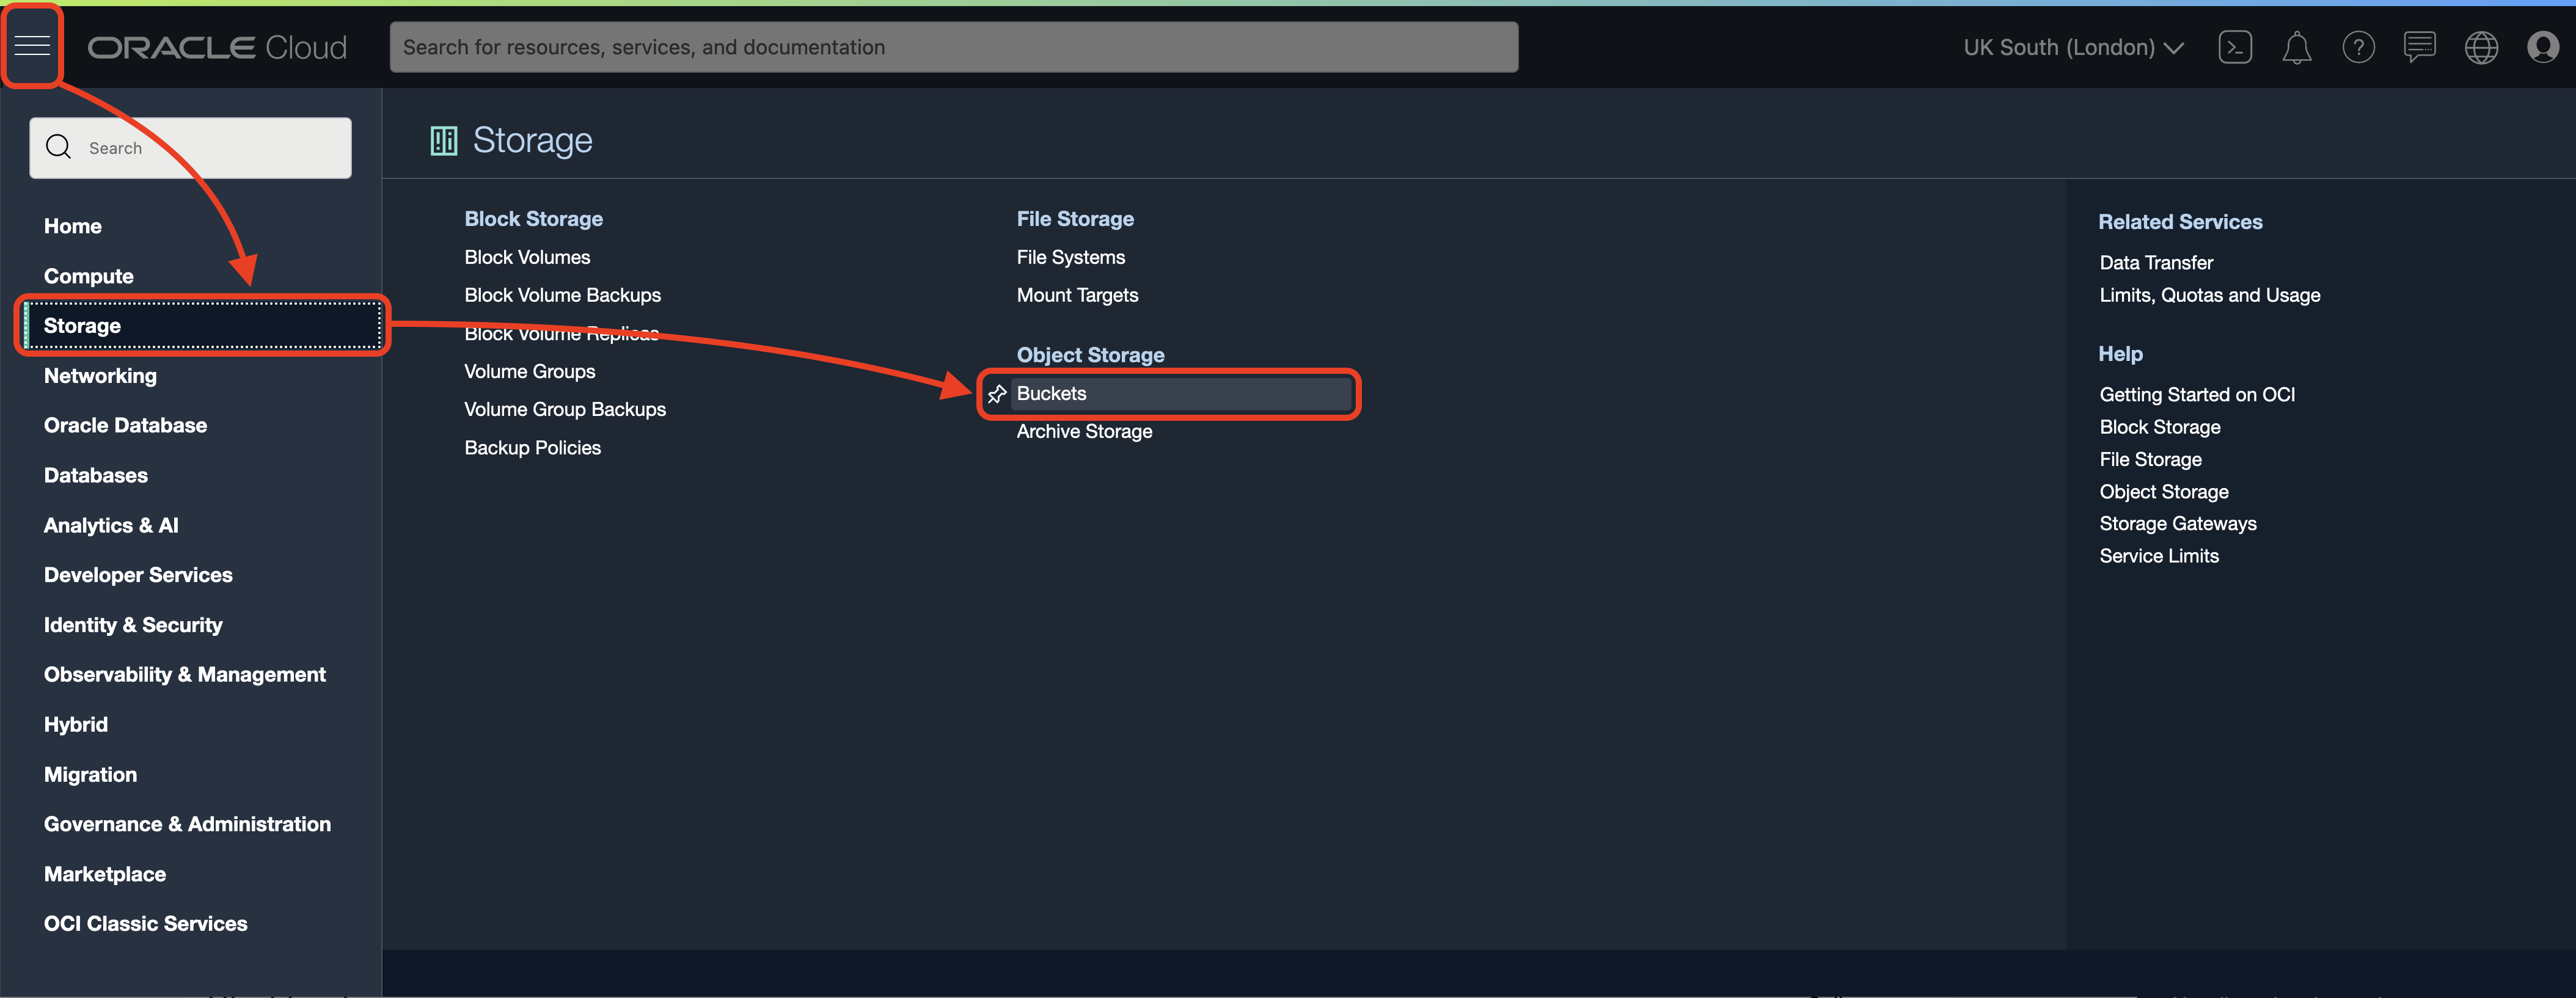 ORACLE Cloud
Search for resources, services, and documentation
UK South (London)
Search
Home
Compute
Storage
Networking
Oracle Database
Databases
Analytics & AI
Developer Services
Identity & Security
Observability & Management
Hybrid
Migration
Governance & Administration
Marketplace
OCI Classic Services
Storage
Block Storage
Block Volumes
Block Volume Backups
Block Volume Replicas
Volume Groups
Volume Group Backups
Backup Policies
File Storage
File Systems
Mount Targets
Object Storage
Buckets
Archive Storage
Related Services
Data Transfer
Limits, Quotas and Usage
Help
Getting Started on OCI
Block Storage
File Storage
Object Storage
Storage Gateways
Service Limits